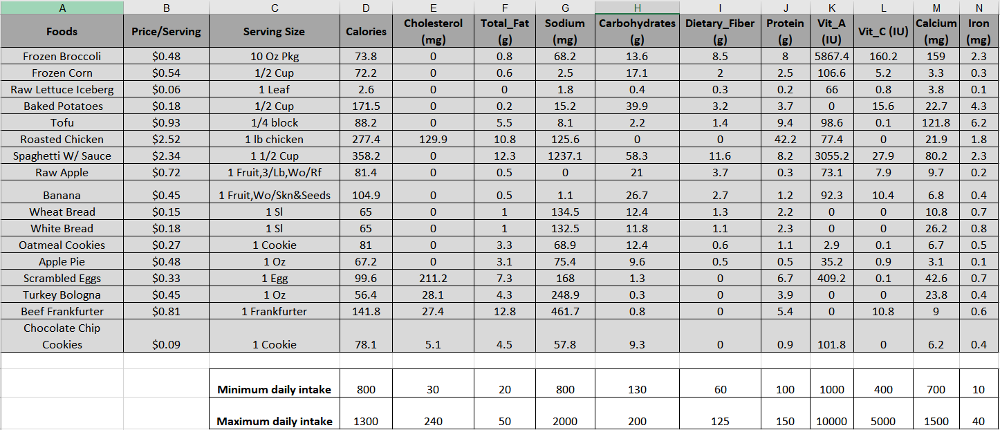 A B C D E F G H I J K L M N
Foods Price/Serving Serving Size Calories Cholesterol (mg) Total_Fat (g) Sodium (mg) Carbohydrates (g) Dietary_Fiber (g) Protein (g) Vit_A (IU) Vit_C (IU) Calcium (mg) Iron (mg)
Frozen Broccoli $0.48 10 Oz Pkg 73.8 0 0.8 68.2 13.6 8.5 8 5867.4 160.2 159 2.3
Frozen Corn $0.54 1/2 Cup 72.2 0 0.6 2.5 17.1 2 2.5 106.6 5.2 3.3 0.3
Raw Lettuce Iceberg $0.06 1 Leaf 2.6 0 0 1.8 0.4 0.3 0.2 66 0.8 3.8 0.1
Baked Potatoes $0.18 1/2 Cup 171.5 0 0.2 15.2 39.9 3.2 3.7 0 15.6 22.7 4.3
Tofu $0.93 1/4 block 88.2 0 5.5 8.1 2.2 1.4 9.4 98.6 0.1 121.8 6.2
Roasted Chicken $2.52 1 lb chicken 277.4 129.9 10.8 125.6 0 0 42.2 77.4 0 21.9 1.8
Spaghetti W/ Sauce $2.34 1 1/2 Cup 358.2 0 12.3 1237.1 58.3 11.6 8.2 3055.2 27.9 80.2 2.3
Raw Apple $0.72 1 Fruit,3/Lb,Wo/Rf 81.4 0 0.5 0 21 3.7 0.3 73.1 7.9 9.7 0.2
Banana $0.45 1 Fruit,Wo/Skn&Seeds 104.9 0 0.5 1.1 26.7 2.7 1.2 92.3 10.4 6.8 0.4
Wheat Bread $0.15 1 Sl 65 0 1 134.5 12.4 1.3 2.2 0 0 10.8 0.7
White Bread $0.18 1 Sl 65 0 1 132.5 11.8 1.1 2.3 0 0 26.2 0.8
Oatmeal Cookies $0.27 1 Cookie 81 0 3.3 68.9 12.4 0.6 1.1 2.9 0.1 6.7 0.5
Apple Pie $0.48 1 Oz 67.2 0 3.1 75.4 9.6 0.5 0.5 35.2 0.9 3.1 0.1
Scrambled Eggs $0.33 1 Egg 99.6 211.2 7.3 168 1.3 0 6.7 409.2 0.1 42.6 0.7
Turkey Bologna $0.45 1 Oz 56.4 28.1 4.3 248.9 0.3 0 3.9 0 0 23.8 0.4
Beef Frankfurter $0.81 1 Frankfurter 141.8 27.4 12.8 461.7 0.8 0 5.4 0 10.8 9 0.6
Chocolate Chip
Cookies $0.09 1 Cookie 78.1 5.1 4.5 57.8 9.3 0 0.9 101.8 0 6.2 0.4
Minimum daily intake 800 30 20 800 130 60 100 1000 400 700 10
Maximum daily intake 1300 240 50 2000 200 125 150 10000 5000 1500 40